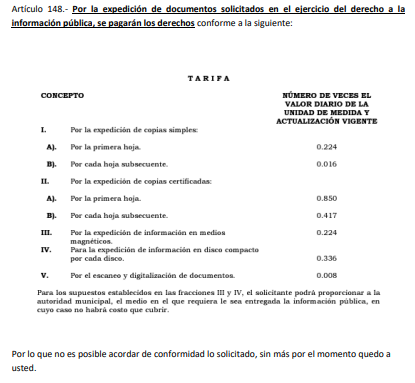 Artículo 148.- Por la expedición de documentos solicitados en el ejercicio del derecho a la
información pública, se pagarán los derechos conforme a la siguiente:
TARIFA
CONCEPTO NÚMERO DE VECES EL
VALOR DIARIO DE LA
UNIDAD DE MEDIDA Y
ACTUALIZACIÓN VIGENTE
I. Por la expedición de copias simples:
A). Por la primera hoja. 0.224
B). Por cada hoja subsecuente. 0.016
II. Por la expedición de copias certificadas:
A). Por la primera hoja. 0.850
B). Por cada hoja subsecuente. 0.417
III. Por la expedición de información en medios 0.224
magnéticos.
IV. Para la expedición de información en disco compacto
por cada disco. 0.336
V. Por el escaneo y digitalización de documentos. 0.008
Para los supuestos establecidos en las fracciones III y IV, el solicitante podrá proporcionar a la
autoridad municipal, el medio en el que requiera le sea entregada la información pública, en
cuyo caso no habrá costo que cubrir.
Por lo que no es posible acordar de conformidad lo solicitado, sin más por el momento quedo a
usted.